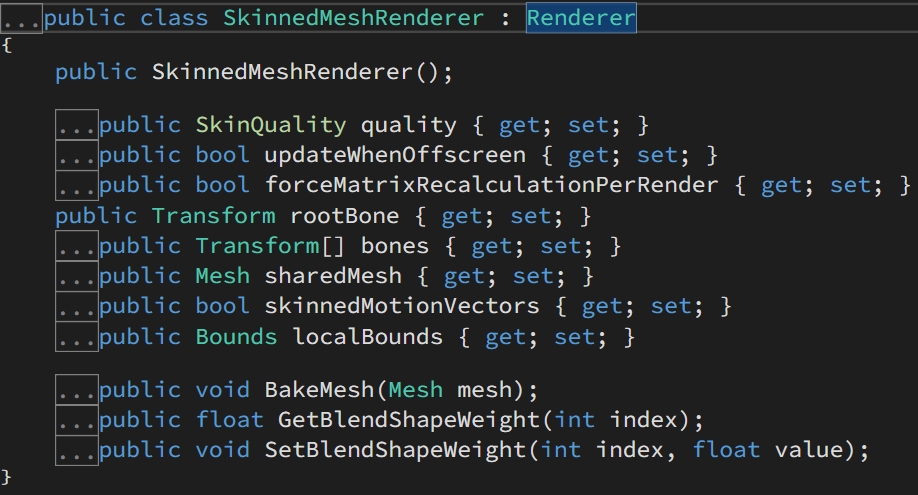 ...public class SkinnedMeshRenderer : Renderer
{
    public SkinnedMeshRenderer();

    ...public SkinQuality quality { get; set; }
    ...public bool updateWhenOffscreen { get; set; }
    ...public bool forceMatrixRecalculationPerRender { get; set; }
    public Transform rootBone { get; set; }
    ...public Transform[] bones { get; set; }
    ...public Mesh sharedMesh { get; set; }
    ...public bool skinnedMotionVectors { get; set; }
    ...public Bounds localBounds { get; set; }

    ...public void BakeMesh(Mesh mesh);
    ...public float GetBlendShapeWeight(int index);
    ...public void SetBlendShapeWeight(int index, float value);
}